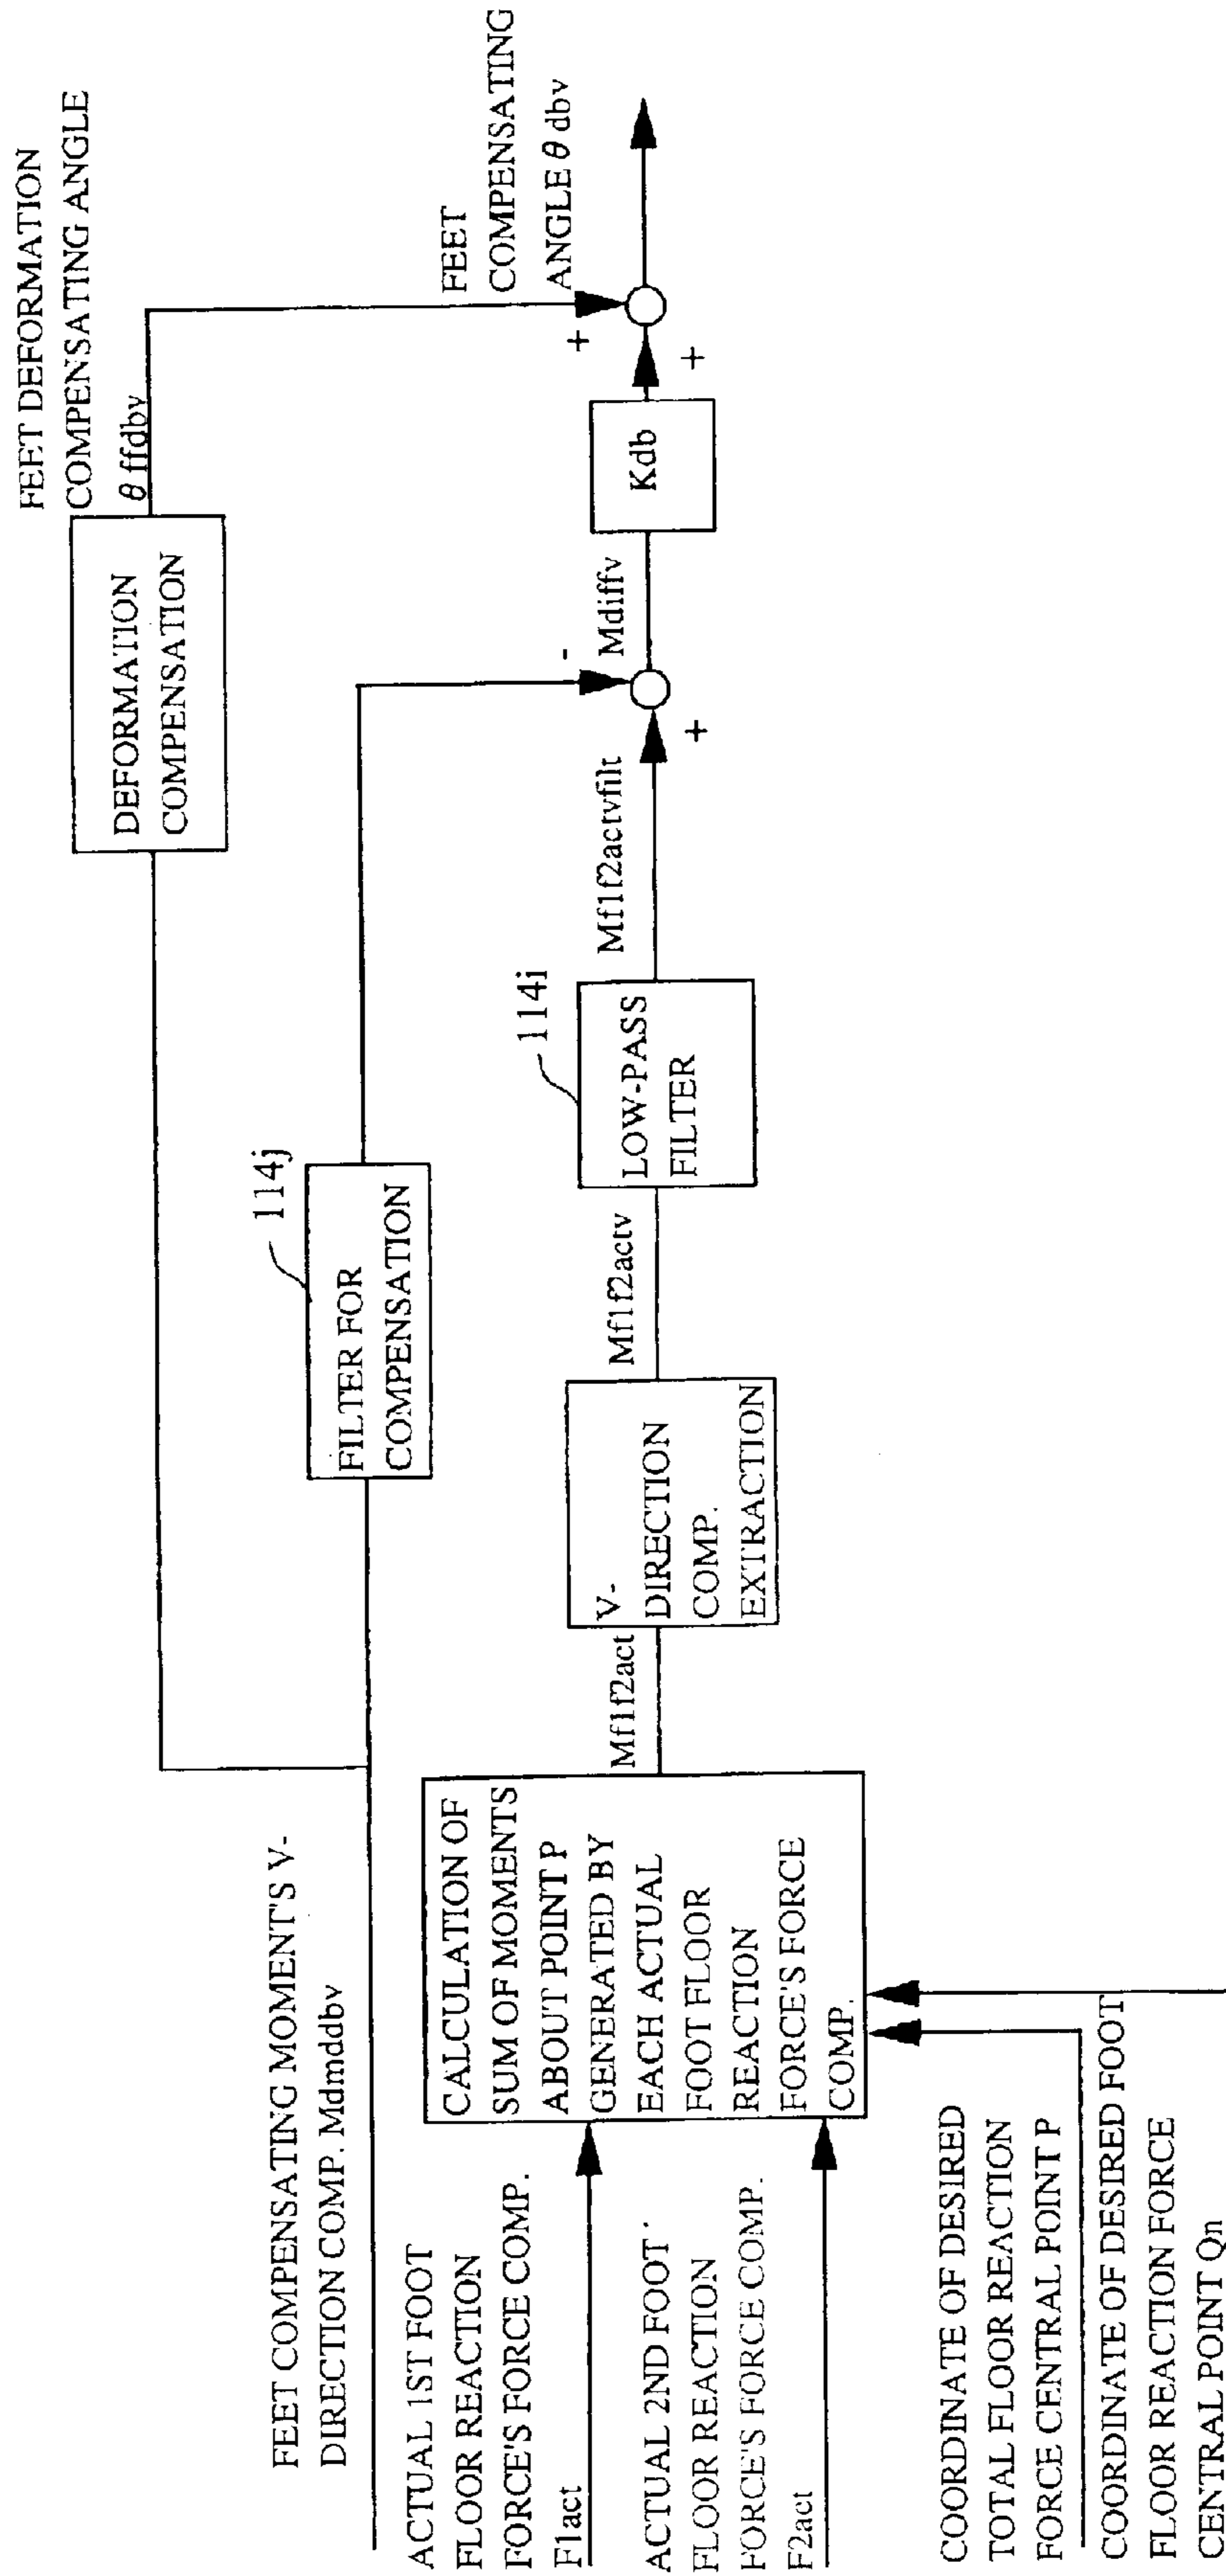 FEET DEFORMATION
COMPENSATING ANGLE
θ ffdbv
DEFORMATION
COMPENSATION
FEET
COMPENSATING
ANGLE θ dbv
+
+
Kdb
Mdiffv
-
+
Mf1f2actvfilt
114j
FILTER FOR
COMPENSATION
114i
LOW-PASS
FILTER
Mf1f2actv
V-
DIRECTION
COMP.
EXTRACTION
Mf1f2act
FEET COMPENSATING MOMENT'S V-
DIRECTION COMP. Mdmddbv
CALCULATION OF
SUM OF MOMENTS
ABOUT POINT P
GENERATED BY
EACH ACTUAL
FOOT FLOOR
REACTION
FORCE'S FORCE
COMP.
ACTUAL 1ST FOOT
FLOOR REACTION
FORCE'S FORCE COMP.
F1act
ACTUAL 2ND FOOT
FLOOR REACTION
FORCE'S FORCE COMP.
F2act
COORDINATE OF DESIRED
TOTAL FLOOR REACTION
FORCE CENTRAL POINT P
COORDINATE OF DESIRED FOOT
FLOOR REACTION FORCE
CENTRAL POINT Qn